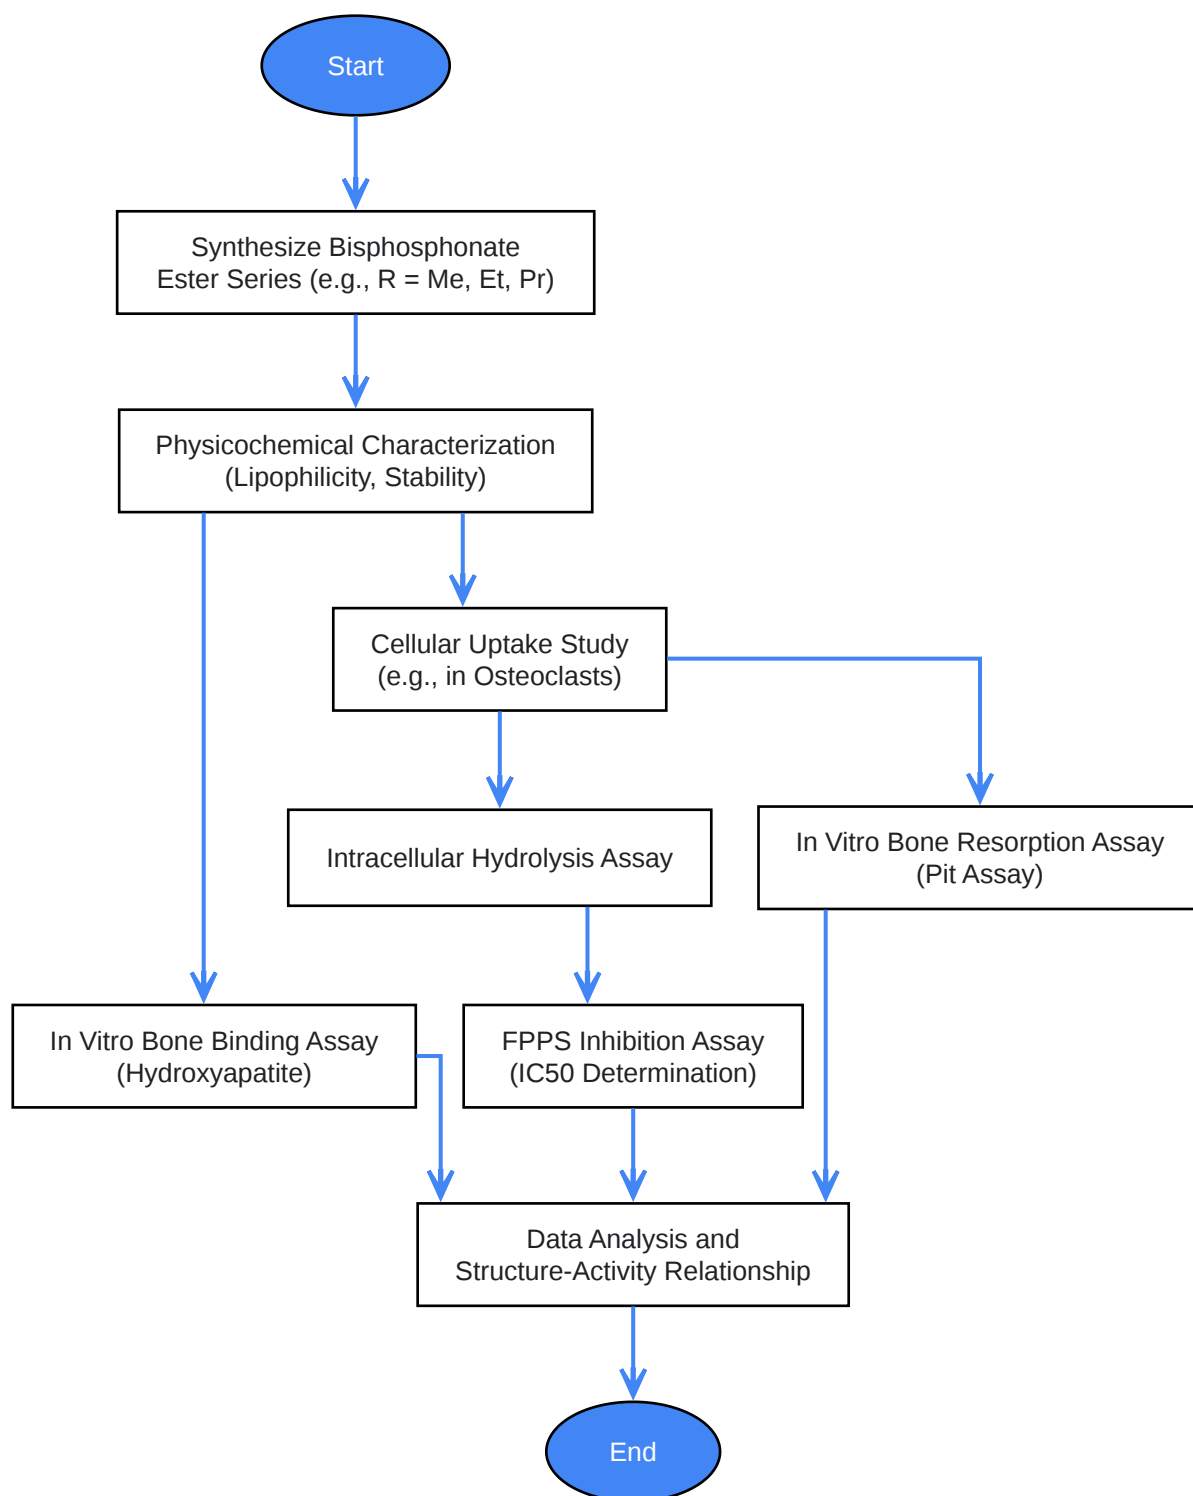 Start
Synthesize Bisphosphonate
Ester Series (e.g., R = Me, Et, Pr)
Physicochemical Characterization
(Lipophilicity, Stability)
Cellular Uptake Study
(e.g., in Osteoclasts)
Intracellular Hydrolysis Assay
In Vitro Bone Resorption Assay
(Pit Assay)
In Vitro Bone Binding Assay
(Hydroxyapatite)
FPPS Inhibition Assay
(IC50 Determination)
Data Analysis and
Structure-Activity Relationship
End